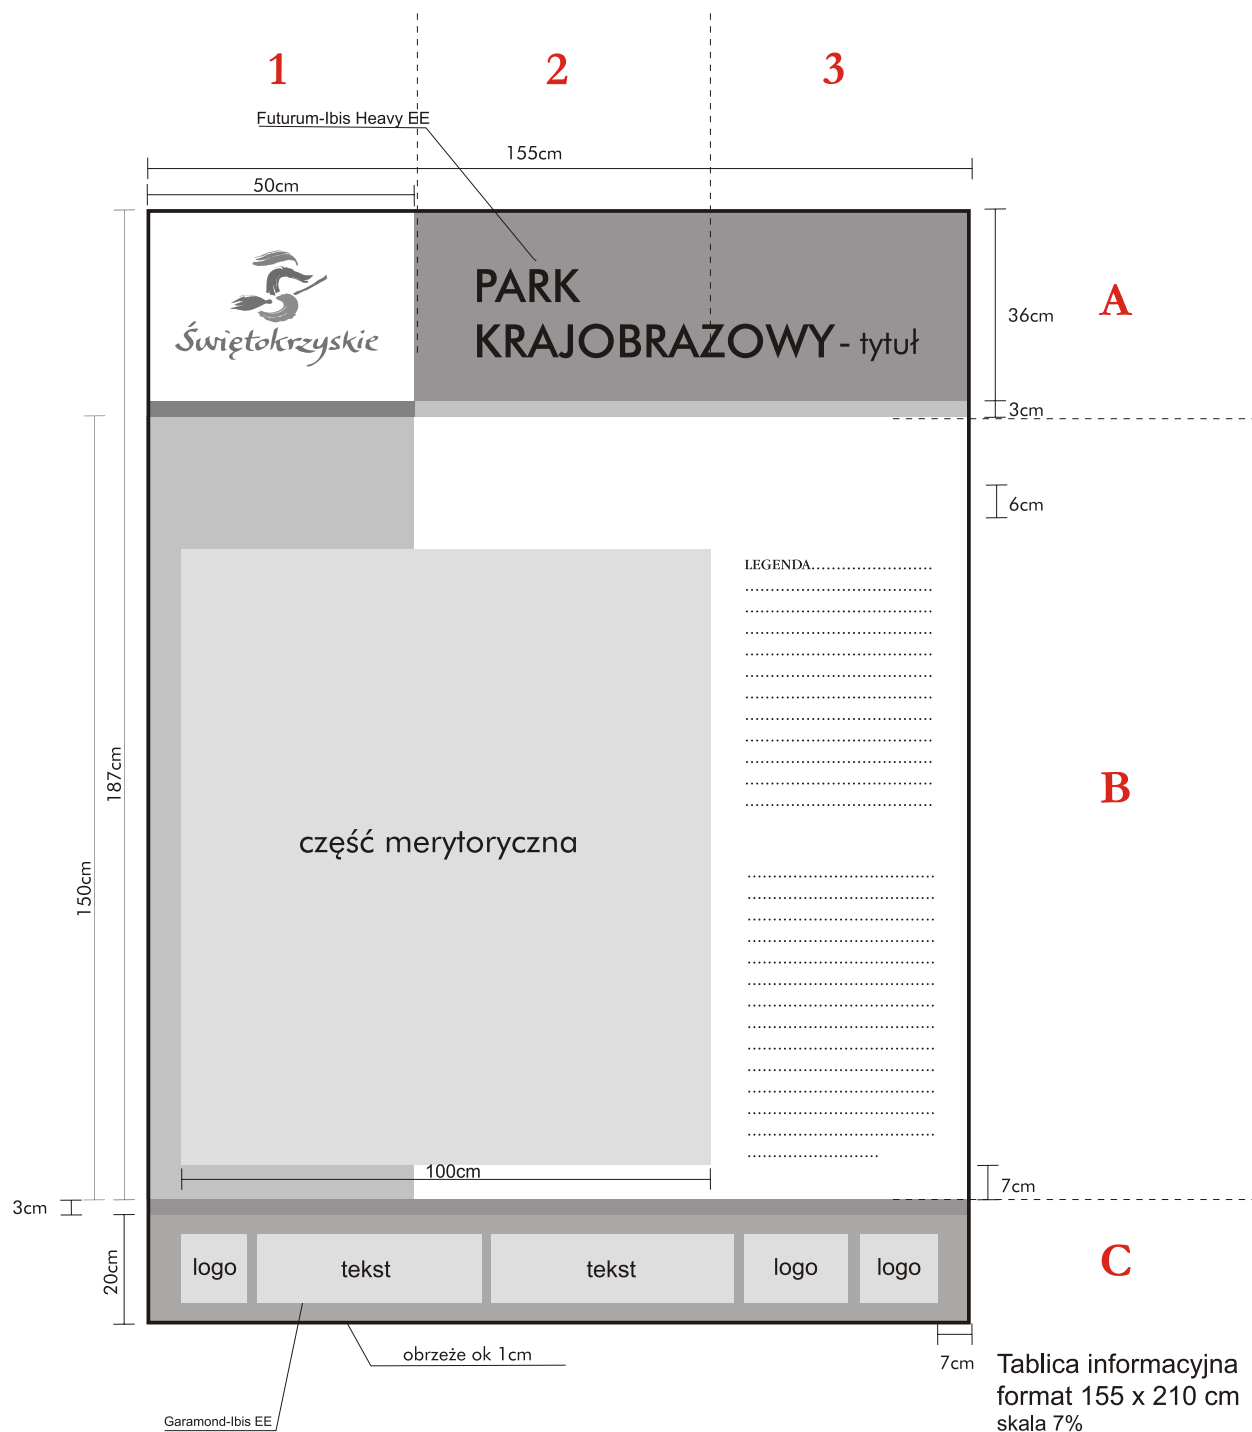 1 2 3
Futurum-Ibis Heavy EE
155cm
50cm
Świętokrzyskie
PARK
KRAJOBRAZOWY - tytuł
A
36cm
3cm
6cm
LEGENDA................................
187cm
150cm
część merytoryczna
B
100cm
7cm
3cm
20cm
logo tekst tekst logo logo
C
obrzeże ok 1cm
7cm
Tablica informacyjna
format 155 x 210 cm
skala 7%
Garamond-Ibis EE